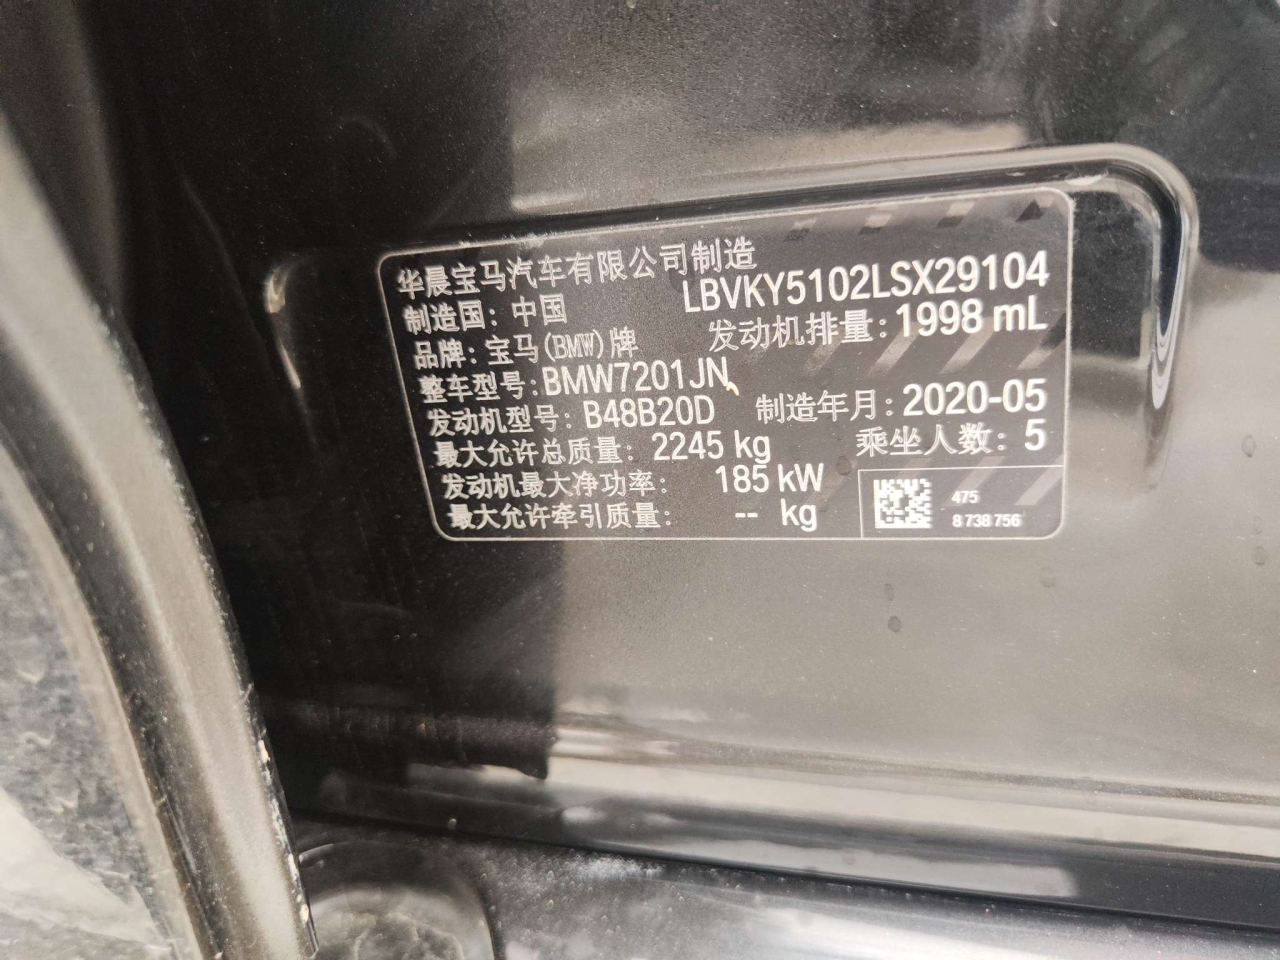 华晨宝马汽车有限公司制造
制造国：中国 LBVKY5102LSX29104
品牌：宝马(BMW)牌 发动机排量：1998 mL
整车型号：BMW7201JN
发动机型号：B48B20D 制造年月：2020-05
最大允许总质量：2245 kg 乘坐人数：5
发动机最大净功率：185 kW
最大允许牵引质量：-- kg
475
8 738 756